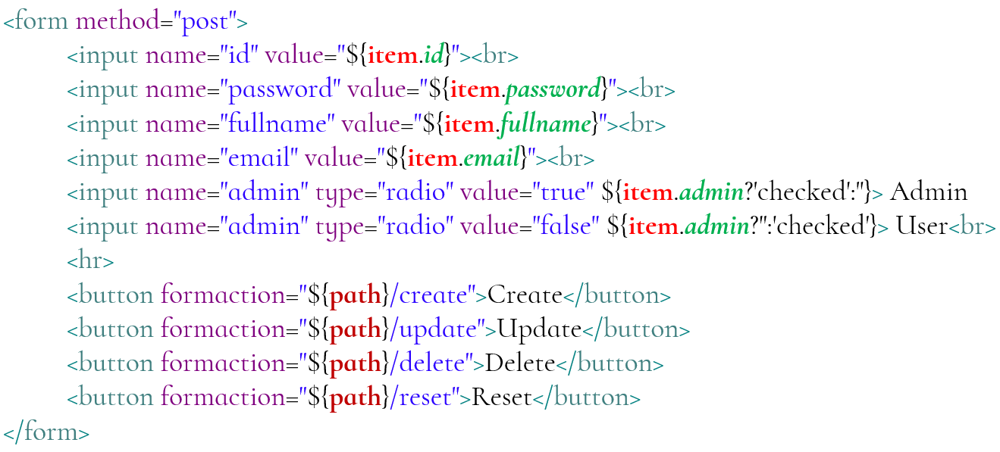 <form method="post">
<input name="id" value="${item.id}"><br>
<input name="password" value="${item.password}"><br>
<input name="fullname" value="${item.fullname}"><br>
<input name="email" value="${item.email}"><br>
<input name="admin" type="radio" value="true" ${item.admin?'checked':''}> Admin
<input name="admin" type="radio" value="false" ${item.admin?'':'checked'}> User<br>
<hr>
<button formaction="${path}/create">Create</button>
<button formaction="${path}/update">Update</button>
<button formaction="${path}/delete">Delete</button>
<button formaction="${path}/reset">Reset</button>
</form>